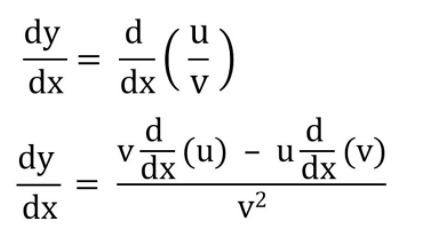 dy/dx = d/dx (u/v)
dy/dx = (v d/dx (u) − u d/dx (v)) / v²